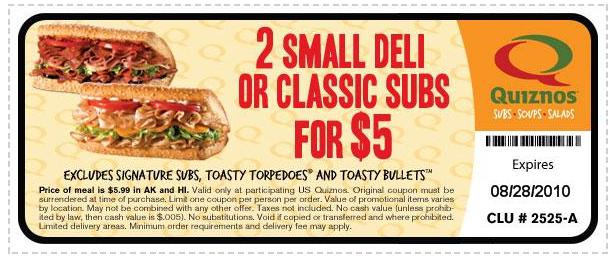 2 SMALL DELI
OR CLASSIC SUBS
FOR $5
EXCLUDES SIGNATURE SUBS, TOASTY TORPEDOES® AND TOASTY BULLETS™
Price of meal is $5.99 in AK and HI. Valid only at participating US Quiznos. Original coupon must be
surrendered at time of purchase. Limit one coupon per person per order. Value of promotional items varies
by location. May not be combined with any other offer. Taxes not included. No cash value (unless prohib-
ited by law, then cash value is $.005). No substitutions. Void if copied or transferred and where prohibited.
Limited delivery areas. Minimum order requirements and delivery fee may apply.
Quiznos
SUBS • SOUPS • SALADS
Expires
08/28/2010
CLU # 2525-A